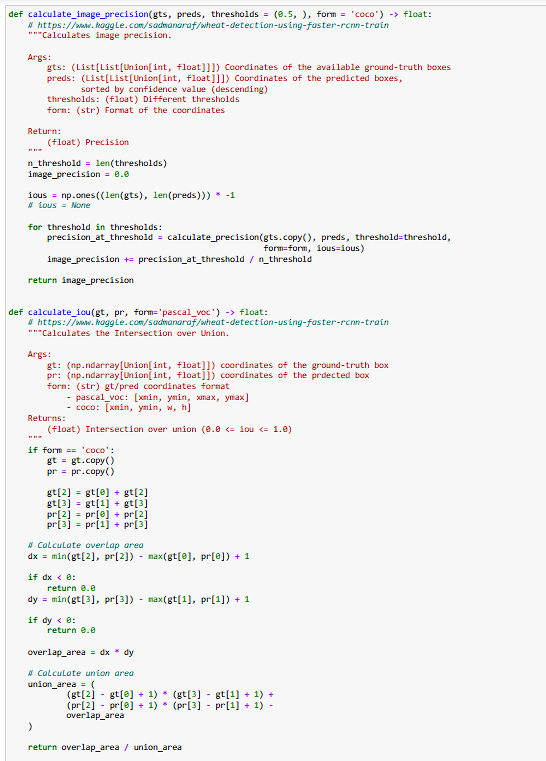 def calculate_image_precision(gts, preds, thresholds = (0.5, ), form = 'coco') -> float:
    # https://www.kaggle.com/sadmanaraf/wheat-detection-using-faster-rcnn-train
    """Calculates image precision.

    Args:
        gts: (List[List[Union[int, float]]]) Coordinates of the available ground-truth boxes
        preds: (List[List[Union[int, float]]]) Coordinates of the predicted boxes,
               sorted by confidence value (descending)
        thresholds: (float) Different thresholds
        form: (str) Format of the coordinates

    Return:
        (float) Precision
    """
    n_threshold = len(thresholds)
    image_precision = 0.0

    ious = np.ones((len(gts), len(preds))) * -1
    # ious = None

    for threshold in thresholds:
        precision_at_threshold = calculate_precision(gts.copy(), preds, threshold=threshold,
                                                     form=form, ious=ious)
        image_precision += precision_at_threshold / n_threshold

    return image_precision


def calculate_iou(gt, pr, form='pascal_voc') -> float:
    # https://www.kaggle.com/sadmanaraf/wheat-detection-using-faster-rcnn-train
    """Calculates the Intersection over Union.

    Args:
        gt: (np.ndarray[Union[int, float]]) coordinates of the ground-truth box
        pr: (np.ndarray[Union[int, float]]) coordinates of the prdected box
        form: (str) gt/pred coordinates format
            - pascal_voc: [xmin, ymin, xmax, ymax]
            - coco: [xmin, ymin, w, h]
    Returns:
        (float) Intersection over union (0.0 <= iou <= 1.0)
    """
    if form == 'coco':
        gt = gt.copy()
        pr = pr.copy()

        gt[2] = gt[0] + gt[2]
        gt[3] = gt[1] + gt[3]
        pr[2] = pr[0] + pr[2]
        pr[3] = pr[1] + pr[3]

    # Calculate overlap area
    dx = min(gt[2], pr[2]) - max(gt[0], pr[0]) + 1

    if dx < 0:
        return 0.0
    dy = min(gt[3], pr[3]) - max(gt[1], pr[1]) + 1

    if dy < 0:
        return 0.0

    overlap_area = dx * dy

    # Calculate union area
    union_area = (
            (gt[2] - gt[0] + 1) * (gt[3] - gt[1] + 1) +
            (pr[2] - pr[0] + 1) * (pr[3] - pr[1] + 1) -
            overlap_area
    )

    return overlap_area / union_area